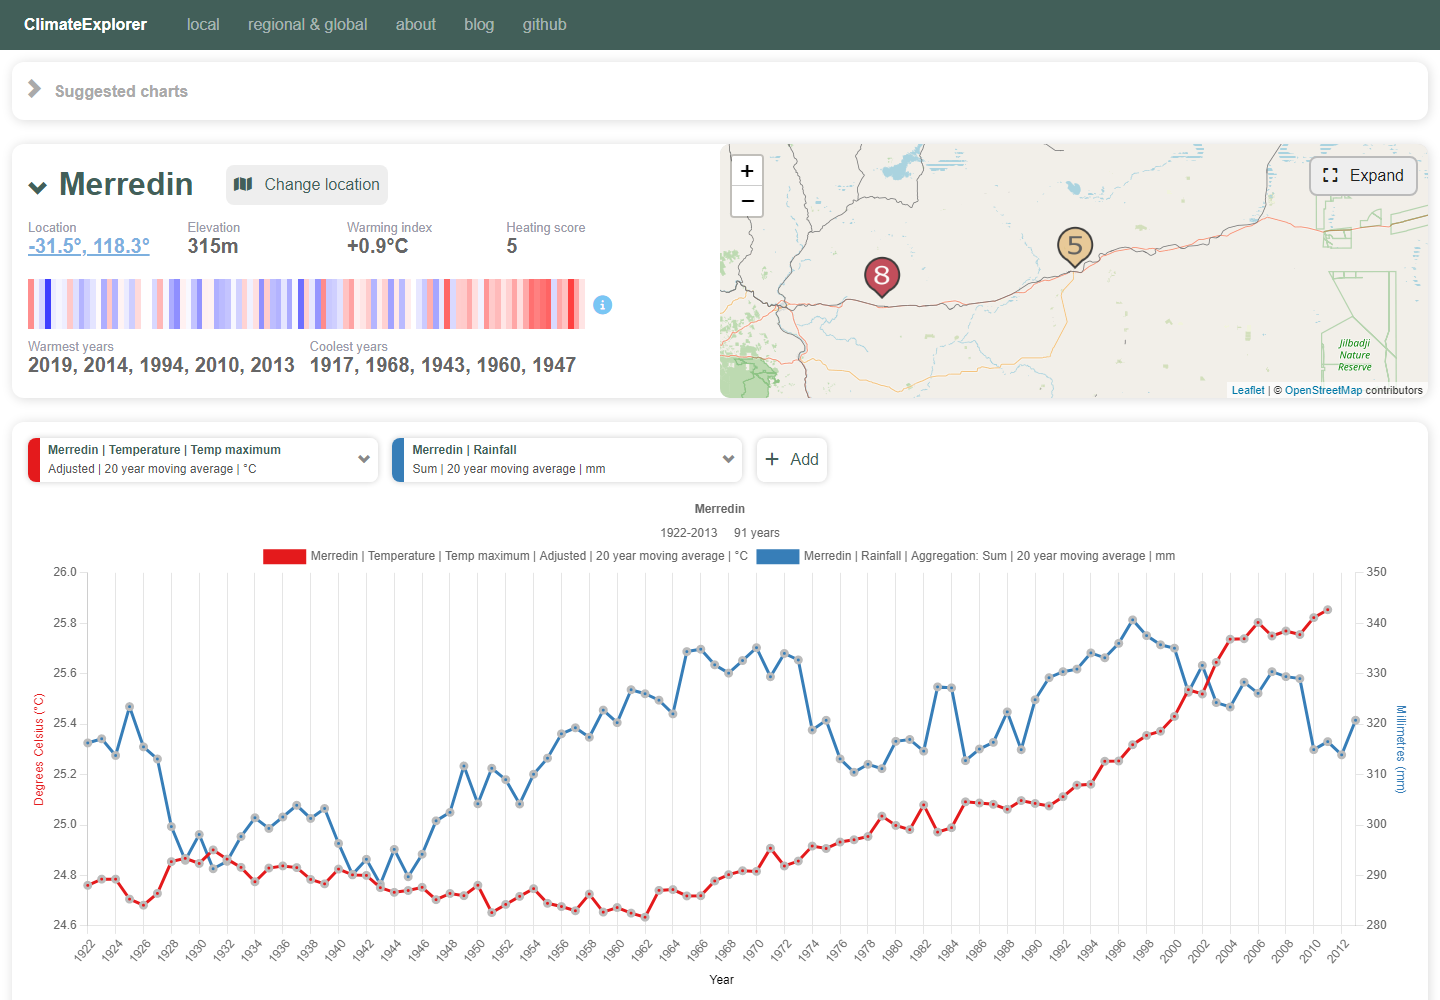 ClimateExplorer local regional & global about blog github
Suggested charts
Merredin
Change location
Location Elevation Warming index Heating score
-31.5°, 118.3° 315m +0.9°C 5
Warmest years Coolest years
2019, 2014, 1994, 2010, 2013 1917, 1968, 1943, 1960, 1947
+
−
Expand
8
5
Jilbadji
Nature
Reserve
Leaflet | © OpenStreetMap contributors
Merredin | Temperature | Temp maximum
Adjusted | 20 year moving average | °C
Merredin | Rainfall
Sum | 20 year moving average | mm
+ Add
Merredin
1922-2013 91 years
Merredin | Temperature | Temp maximum | Adjusted | 20 year moving average | °C
Merredin | Rainfall | Aggregation: Sum | 20 year moving average | mm
Degrees Celsius (°C)
26.0
25.8
25.6
25.4
25.2
25.0
24.8
24.6
350
340
330
320
310
300
290
280
Millimetres (mm)
1922 1924 1926 1928 1930 1932 1934 1936 1938 1940 1942 1944 1946 1948 1950 1952 1954 1956 1958 1960 1962 1964 1966 1968 1970 1972 1974 1976 1978 1980 1982 1984 1986 1988 1990 1992 1994 1996 1998 2000 2002 2004 2006 2008 2010 2012
Year